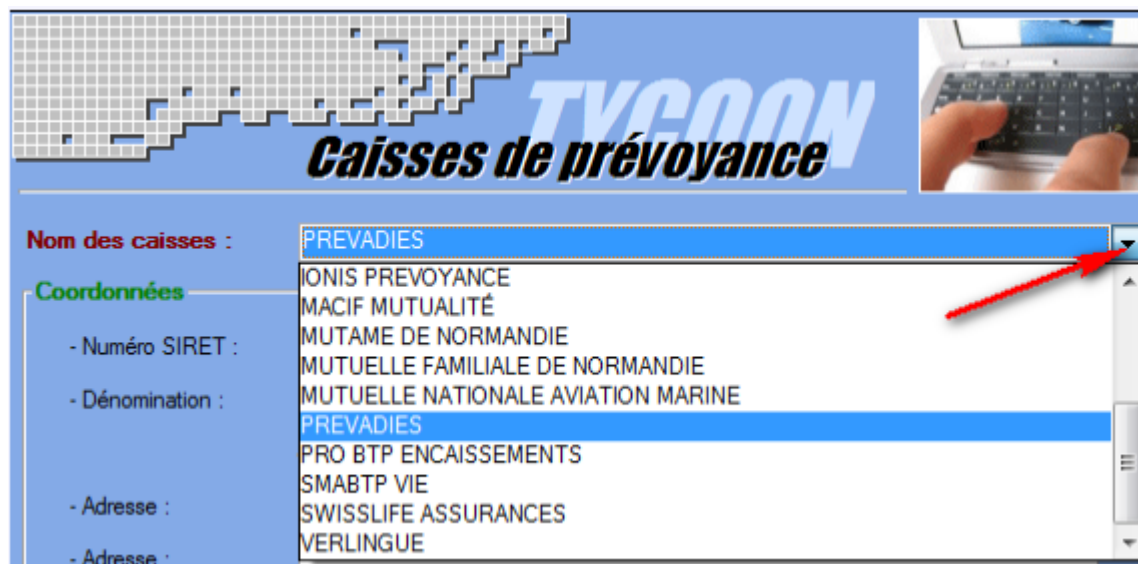 TYCOON
Caisses de prévoyance
Nom des caisses :
PREVADIES
IONIS PREVOYANCE
Coordonnées
MACIF MUTUALITÉ
- Numéro SIRET :
MUTAME DE NORMANDIE
MUTUELLE FAMILIALE DE NORMANDIE
- Dénomination :
MUTUELLE NATIONALE AVIATION MARINE
PREVADIES
PRO BTP ENCAISSEMENTS
SMABTP VIE
- Adresse :
SWISSLIFE ASSURANCES
VERLINGUE
- Adresse :